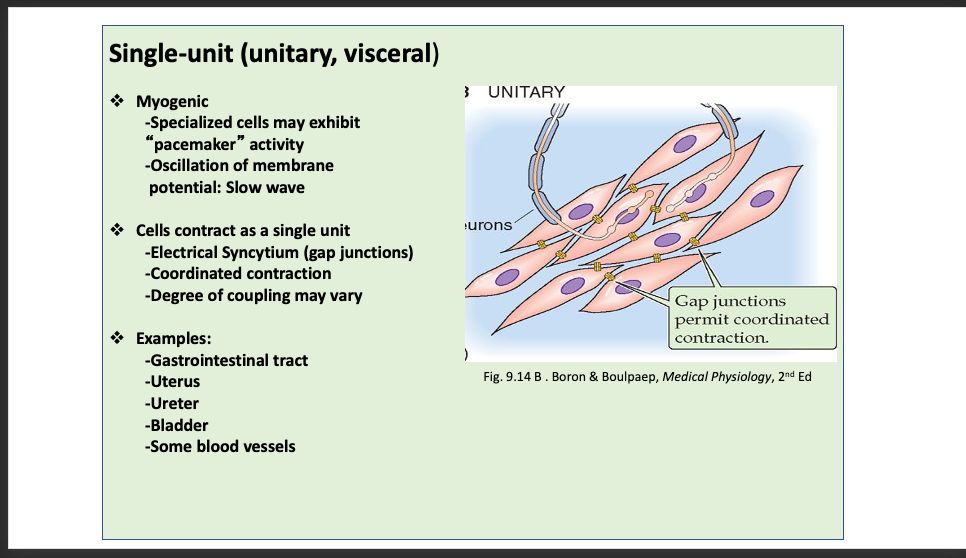 Single-unit (unitary, visceral)
❖ Myogenic
-Specialized cells may exhibit
“pacemaker” activity
-Oscillation of membrane
potential: Slow wave
❖ Cells contract as a single unit
-Electrical Syncytium (gap junctions)
-Coordinated contraction
-Degree of coupling may vary
❖ Examples:
-Gastrointestinal tract
-Uterus
-Ureter
-Bladder
-Some blood vessels
UNITARY
eurons
Gap junctions
permit coordinated
contraction.
)
Fig. 9.14 B . Boron & Boulpaep, Medical Physiology, 2nd Ed